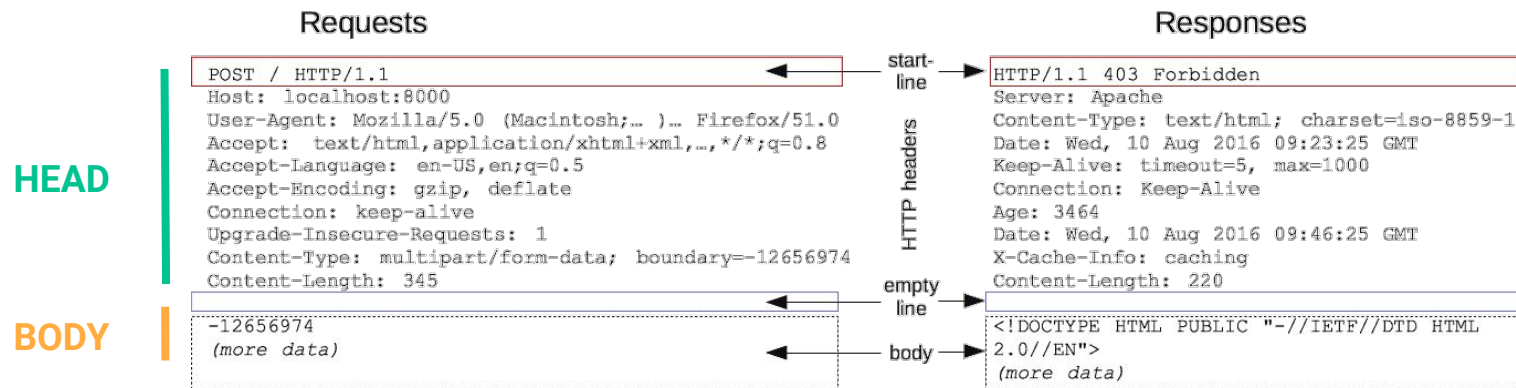 Requests
Responses
HEAD
POST / HTTP/1.1
Host: localhost:8000
User-Agent: Mozilla/5.0 (Macintosh;… )… Firefox/51.0
Accept: text/html,application/xhtml+xml,…,*/*;q=0.8
Accept-Language: en-US,en;q=0.5
Accept-Encoding: gzip, deflate
Connection: keep-alive
Upgrade-Insecure-Requests: 1
Content-Type: multipart/form-data; boundary=-12656974
Content-Length: 345
BODY
-12656974
(more data)
start-
line
HTTP headers
empty
line
body
HTTP/1.1 403 Forbidden
Server: Apache
Content-Type: text/html; charset=iso-8859-1
Date: Wed, 10 Aug 2016 09:23:25 GMT
Keep-Alive: timeout=5, max=1000
Connection: Keep-Alive
Age: 3464
Date: Wed, 10 Aug 2016 09:46:25 GMT
X-Cache-Info: caching
Content-Length: 220
<!DOCTYPE HTML PUBLIC "-//IETF//DTD HTML
2.0//EN">
(more data)